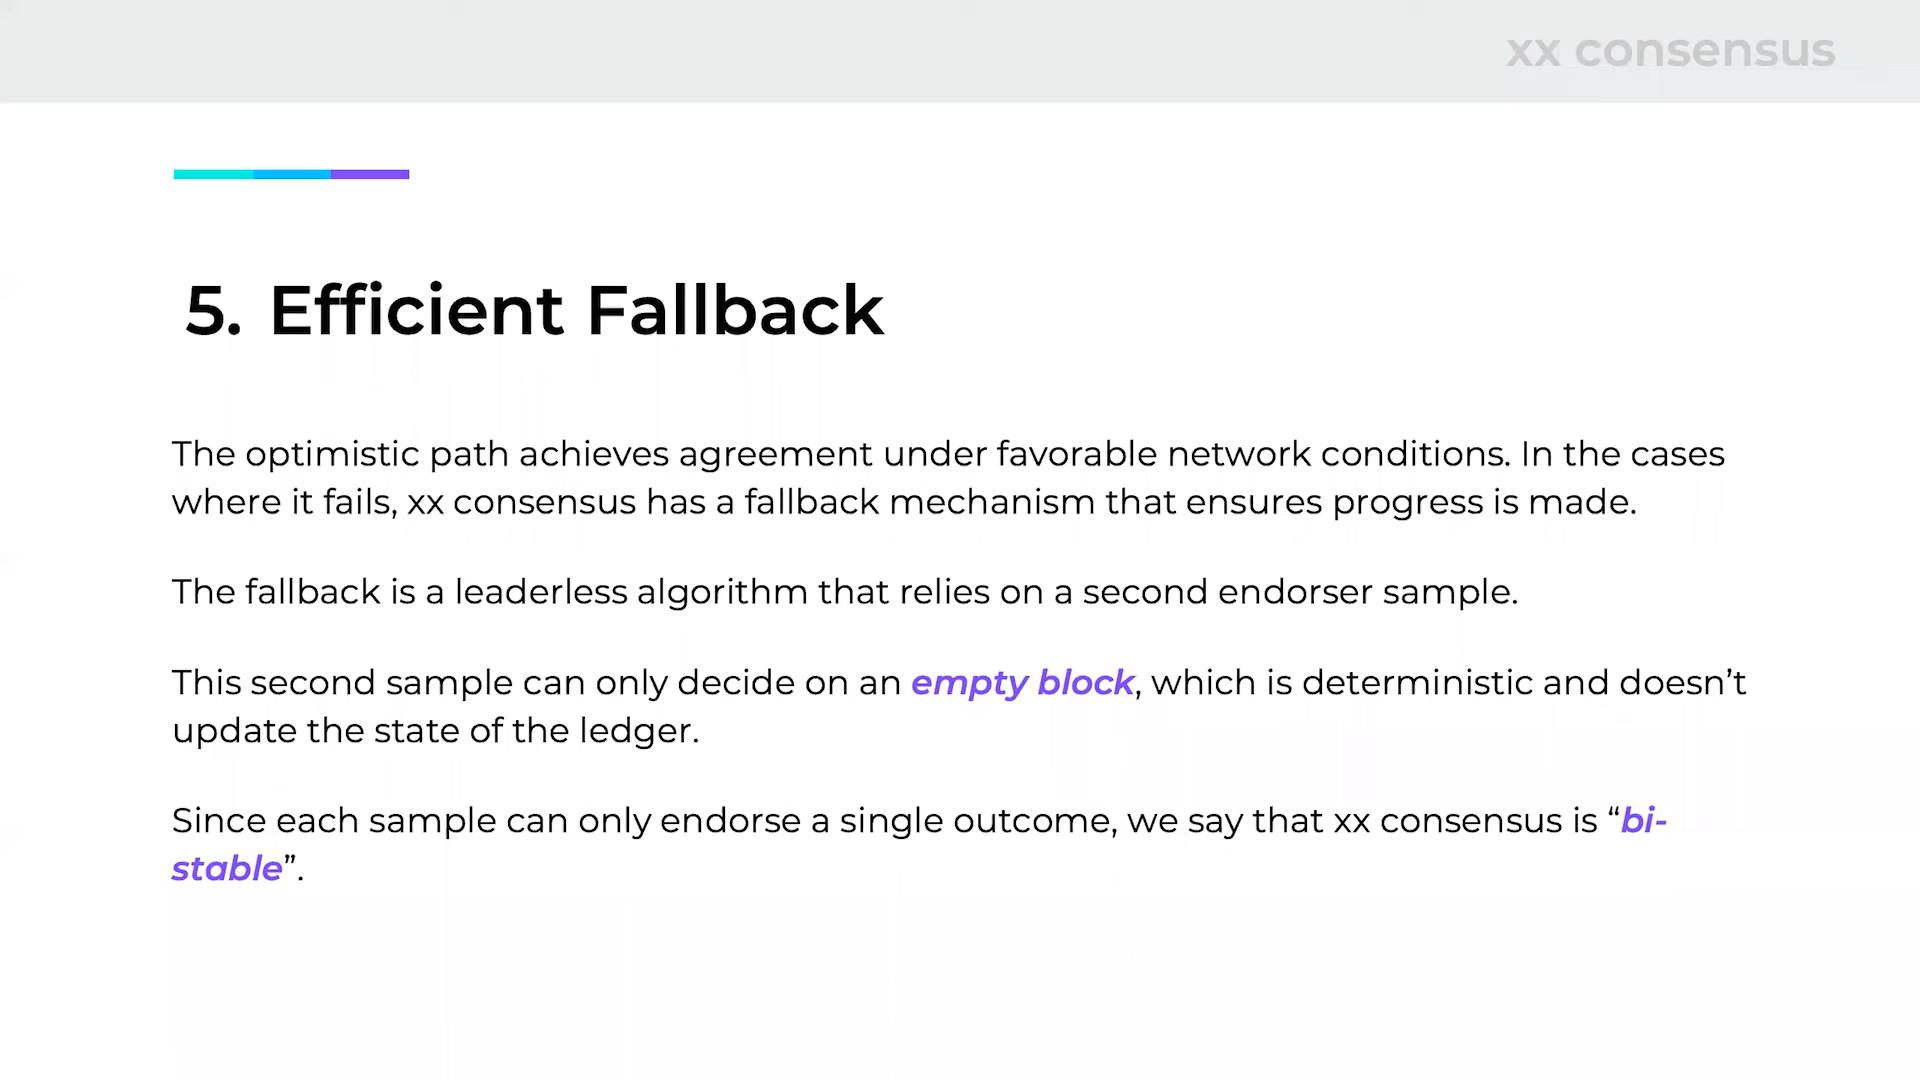 xx consensus
5. Efficient Fallback
The optimistic path achieves agreement under favorable network conditions. In the cases
where it fails, xx consensus has a fallback mechanism that ensures progress is made.
The fallback is a leaderless algorithm that relies on a second endorser sample.
This second sample can only decide on an empty block, which is deterministic and doesn’t
update the state of the ledger.
Since each sample can only endorse a single outcome, we say that xx consensus is “bi-
stable”.